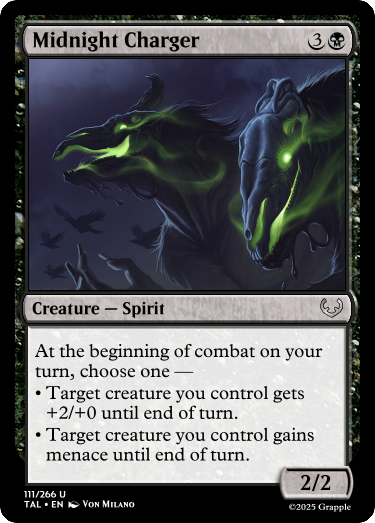 Midnight Charger 3
Creature — Spirit
At the beginning of combat on your
turn, choose one —
• Target creature you control gets
+2/+0 until end of turn.
• Target creature you control gains
menace until end of turn.
2/2
111/266 U
TAL • EN Von Milano
©2025 Grapple